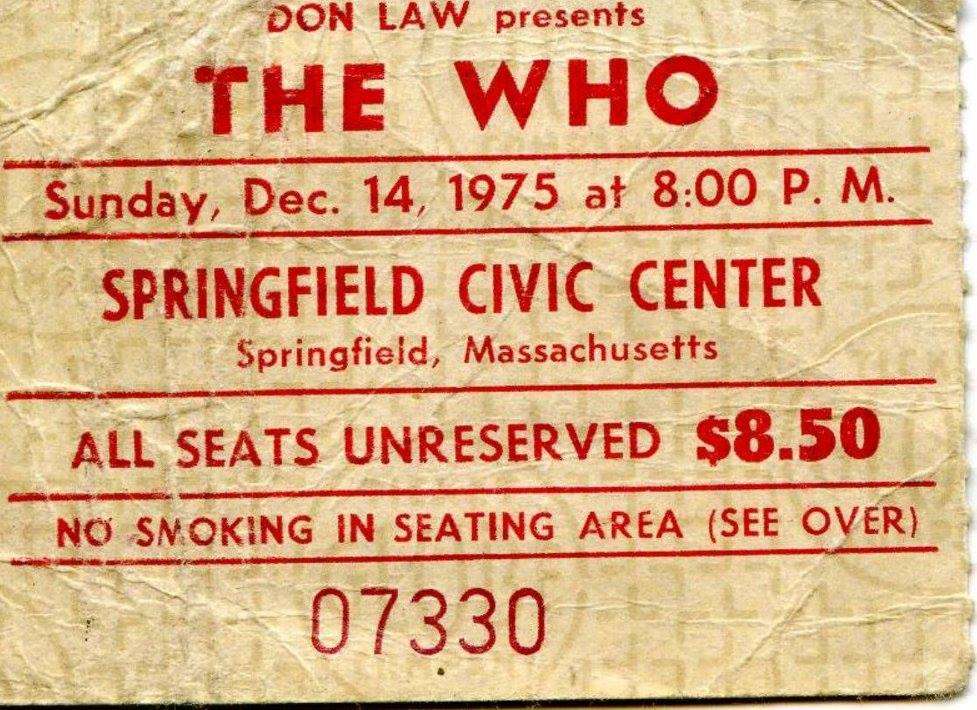 DON LAW presents
THE WHO
Sunday, Dec. 14, 1975 at 8:00 P. M.
SPRINGFIELD CIVIC CENTER
Springfield, Massachusetts
ALL SEATS UNRESERVED $8.50
NO SMOKING IN SEATING AREA (SEE OVER)
07330